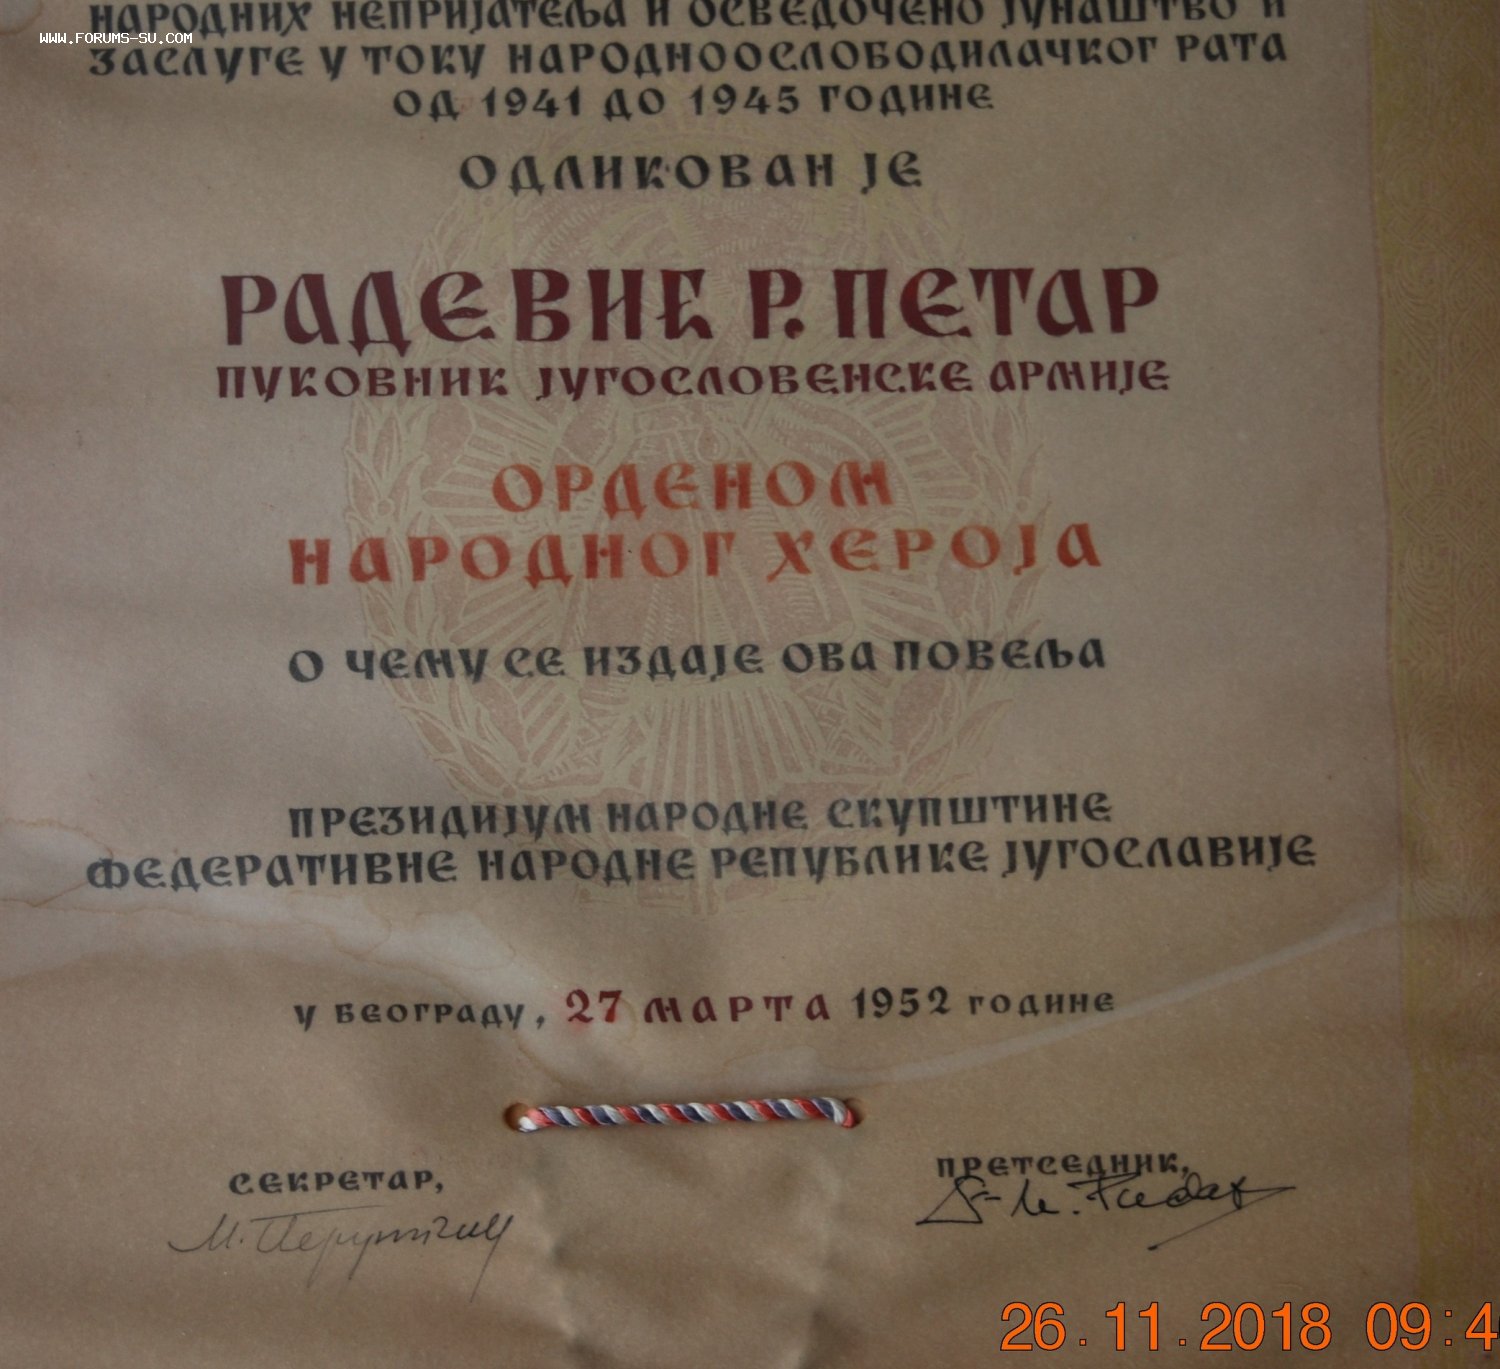 народних непријатеља и осведочено јунаштво и
WWW.FORUMS-SU.COM
заслуге у току народноослободилачког рата
од 1941 до 1945 године
одликован је
РАДЕВИЋ Р. ПЕТАР
пуковник југословенске армије
ОРДЕНОМ
НАРОДНОГ ХЕРОЈА
о чему се издаје ова повеља
президијум народне скупштине
федеративне народне републике југославије
у београду, 27 марта 1952 године
секретар,
претседник,
М. Перуничић
26.11.2018 09:4